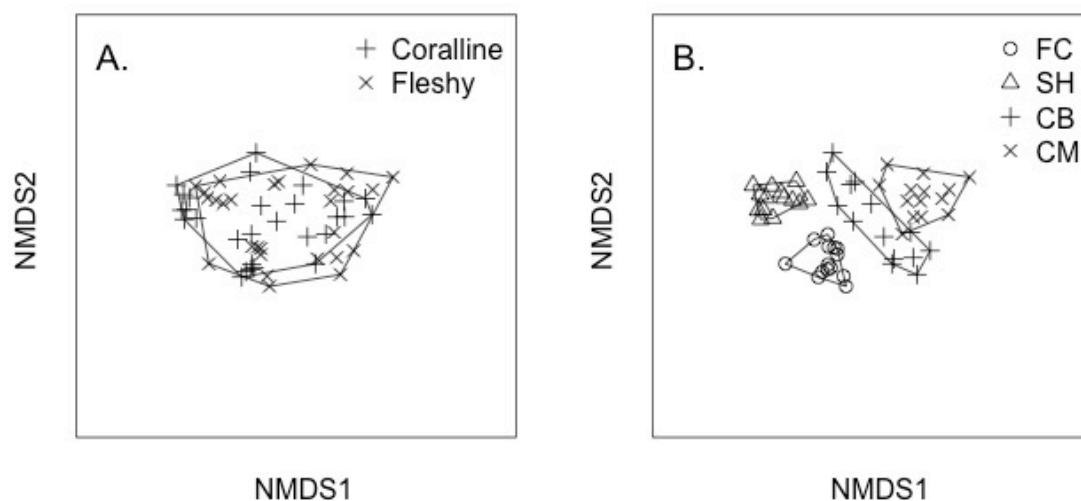 A.
Coralline
Fleshy
NMDS2
NMDS1
B.
FC
SH
CB
CM
NMDS2
NMDS1